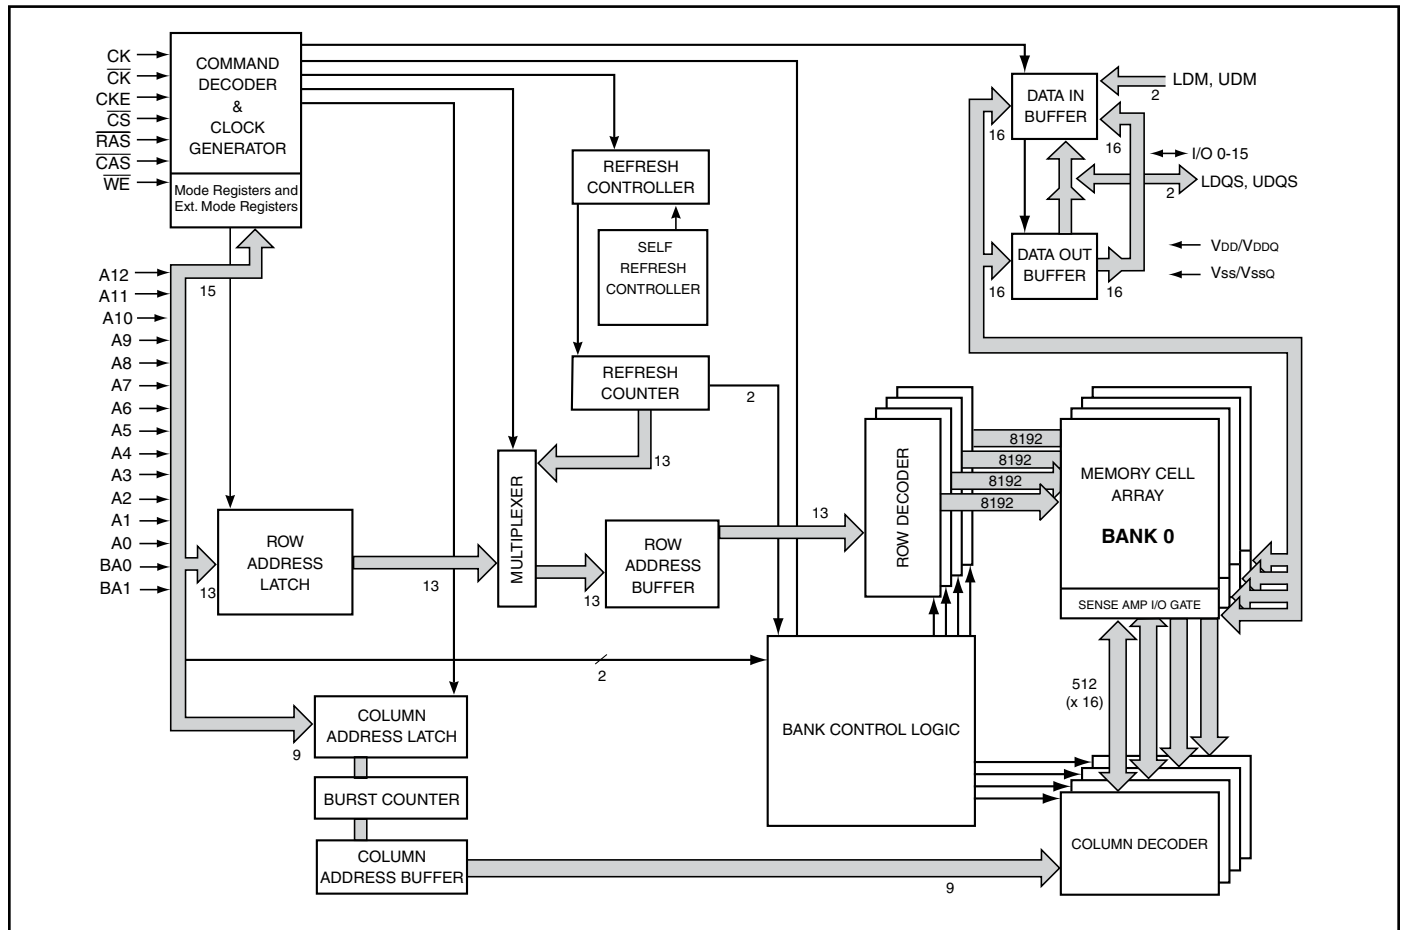 CK
CK
CKE
CS
RAS
CAS
WE
COMMAND
DECODER
&
CLOCK
GENERATOR
Mode Registers and
Ext. Mode Registers
A12
A11
A10
A9
A8
A7
A6
A5
A4
A3
A2
A1
A0
BA0
BA1
15
13
ROW
ADDRESS
LATCH
13
MULTIPLEXER
13
ROW
ADDRESS
BUFFER
13
REFRESH
CONTROLLER
SELF
REFRESH
CONTROLLER
REFRESH
COUNTER
2
13
2
9
COLUMN
ADDRESS LATCH
BURST COUNTER
COLUMN
ADDRESS BUFFER
9
BANK CONTROL LOGIC
ROW DECODER
8192
8192
8192
8192
MEMORY CELL
ARRAY
BANK 0
SENSE AMP I/O GATE
512
(x 16)
COLUMN DECODER
DATA IN
BUFFER
LDM, UDM
2
16
16
I/O 0-15
LDQS, UDQS
2
DATA OUT
BUFFER
16
16
VDD/VDDQ
Vss/VssQ